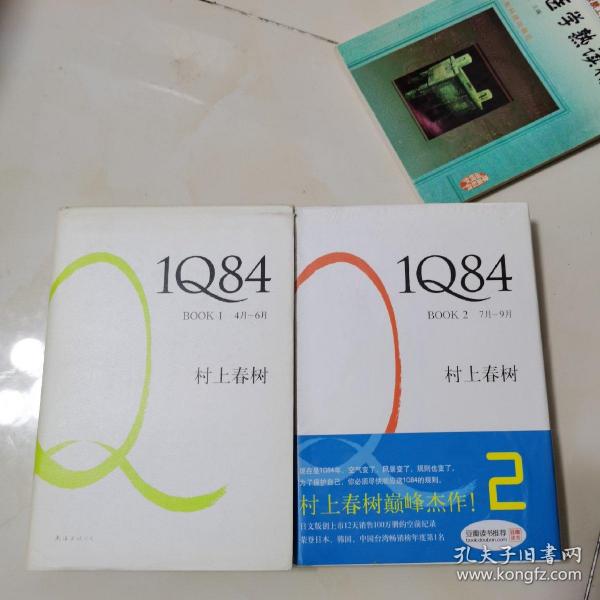 1Q84
BOOK 1 4月—6月
村上春树
1Q84
BOOK 2 7月—9月
村上春树
现在是1Q84年，空气变了，风景变了，规则也变了。
为了保护自己，你必须尽快适应这1Q84的规则。
2
村上春树巅峰杰作！
日文版创上市12天销售100万册的空前纪录
荣登日本、韩国、中国台湾畅销榜年度第1名
豆瓣读书推荐
book.douban.com
孔夫子旧书网
www.kongfz.com